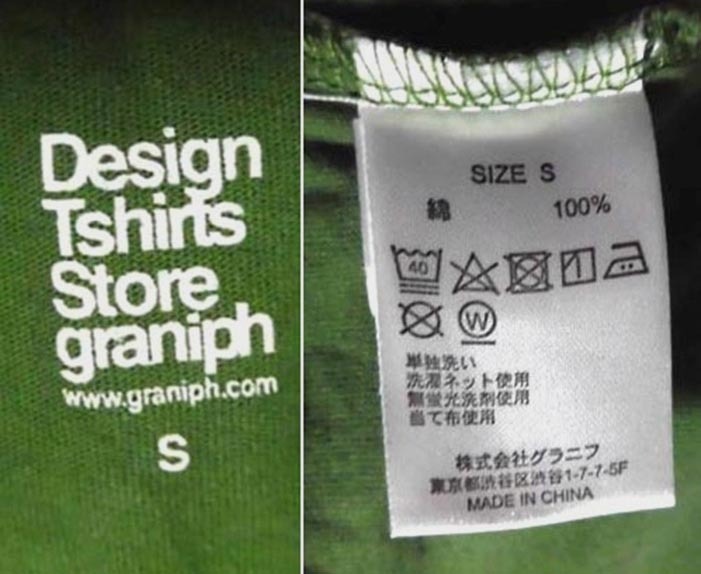 Design
Tshirts
Store
graniph
www.graniph.com
S
SIZE S
綿 100%
40
W
単独洗い
洗濯ネット使用
無蛍光洗剤使用
当て布使用
株式会社グラニフ
東京都渋谷区渋谷1-7-7-5F
MADE IN CHINA